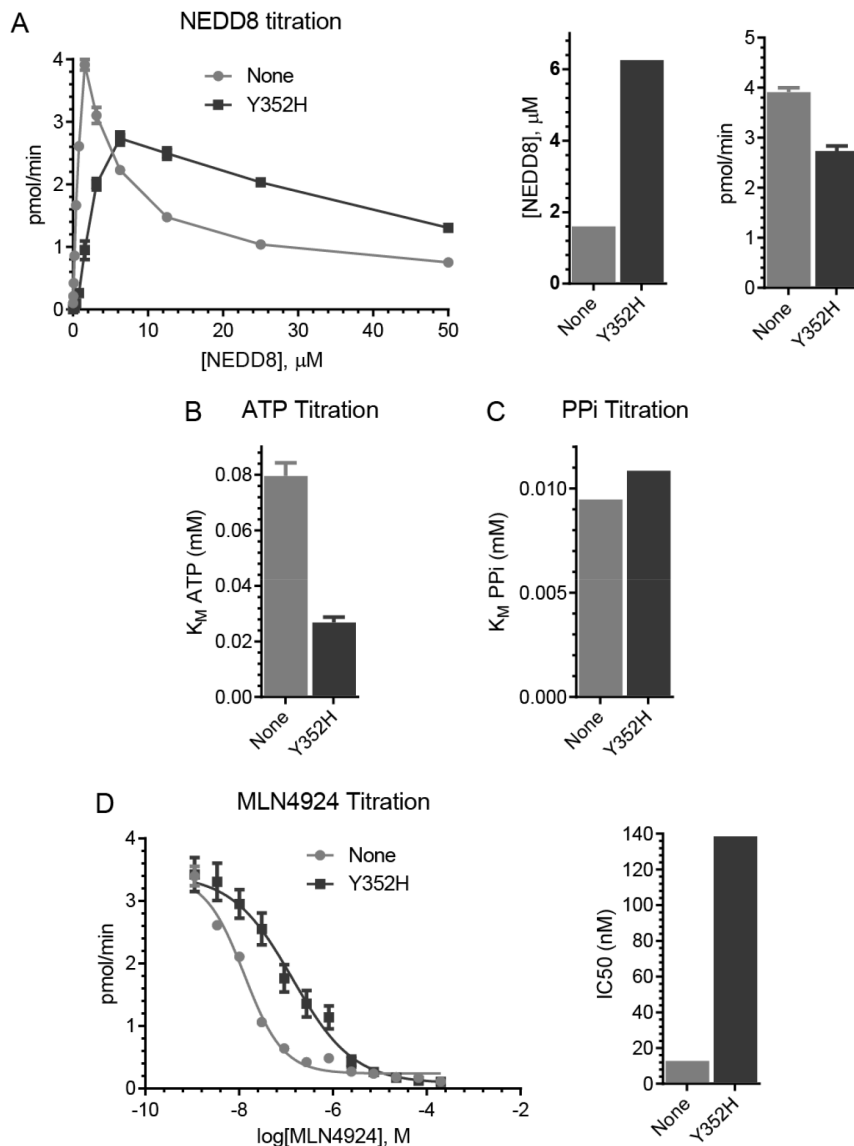 A
NEDD8 titration
None
Y352H
pmol/min
4
3
2
1
0
0 10 20 30 40 50
[NEDD8], μM
[NEDD8], μM
6
4
2
0
None Y352H
pmol/min
5
4
3
2
1
0
None Y352H
B ATP Titration
K_M ATP (mM)
0.08
0.06
0.04
0.02
0.00
None Y352H
C PPi Titration
K_M PPi (mM)
0.010
0.005
0.000
None Y352H
D MLN4924 Titration
None
Y352H
pmol/min
4
3
2
1
0
-10 -8 -6 -4 -2
log[MLN4924], M
IC50 (nM)
140
120
100
80
60
40
20
0
None Y352H